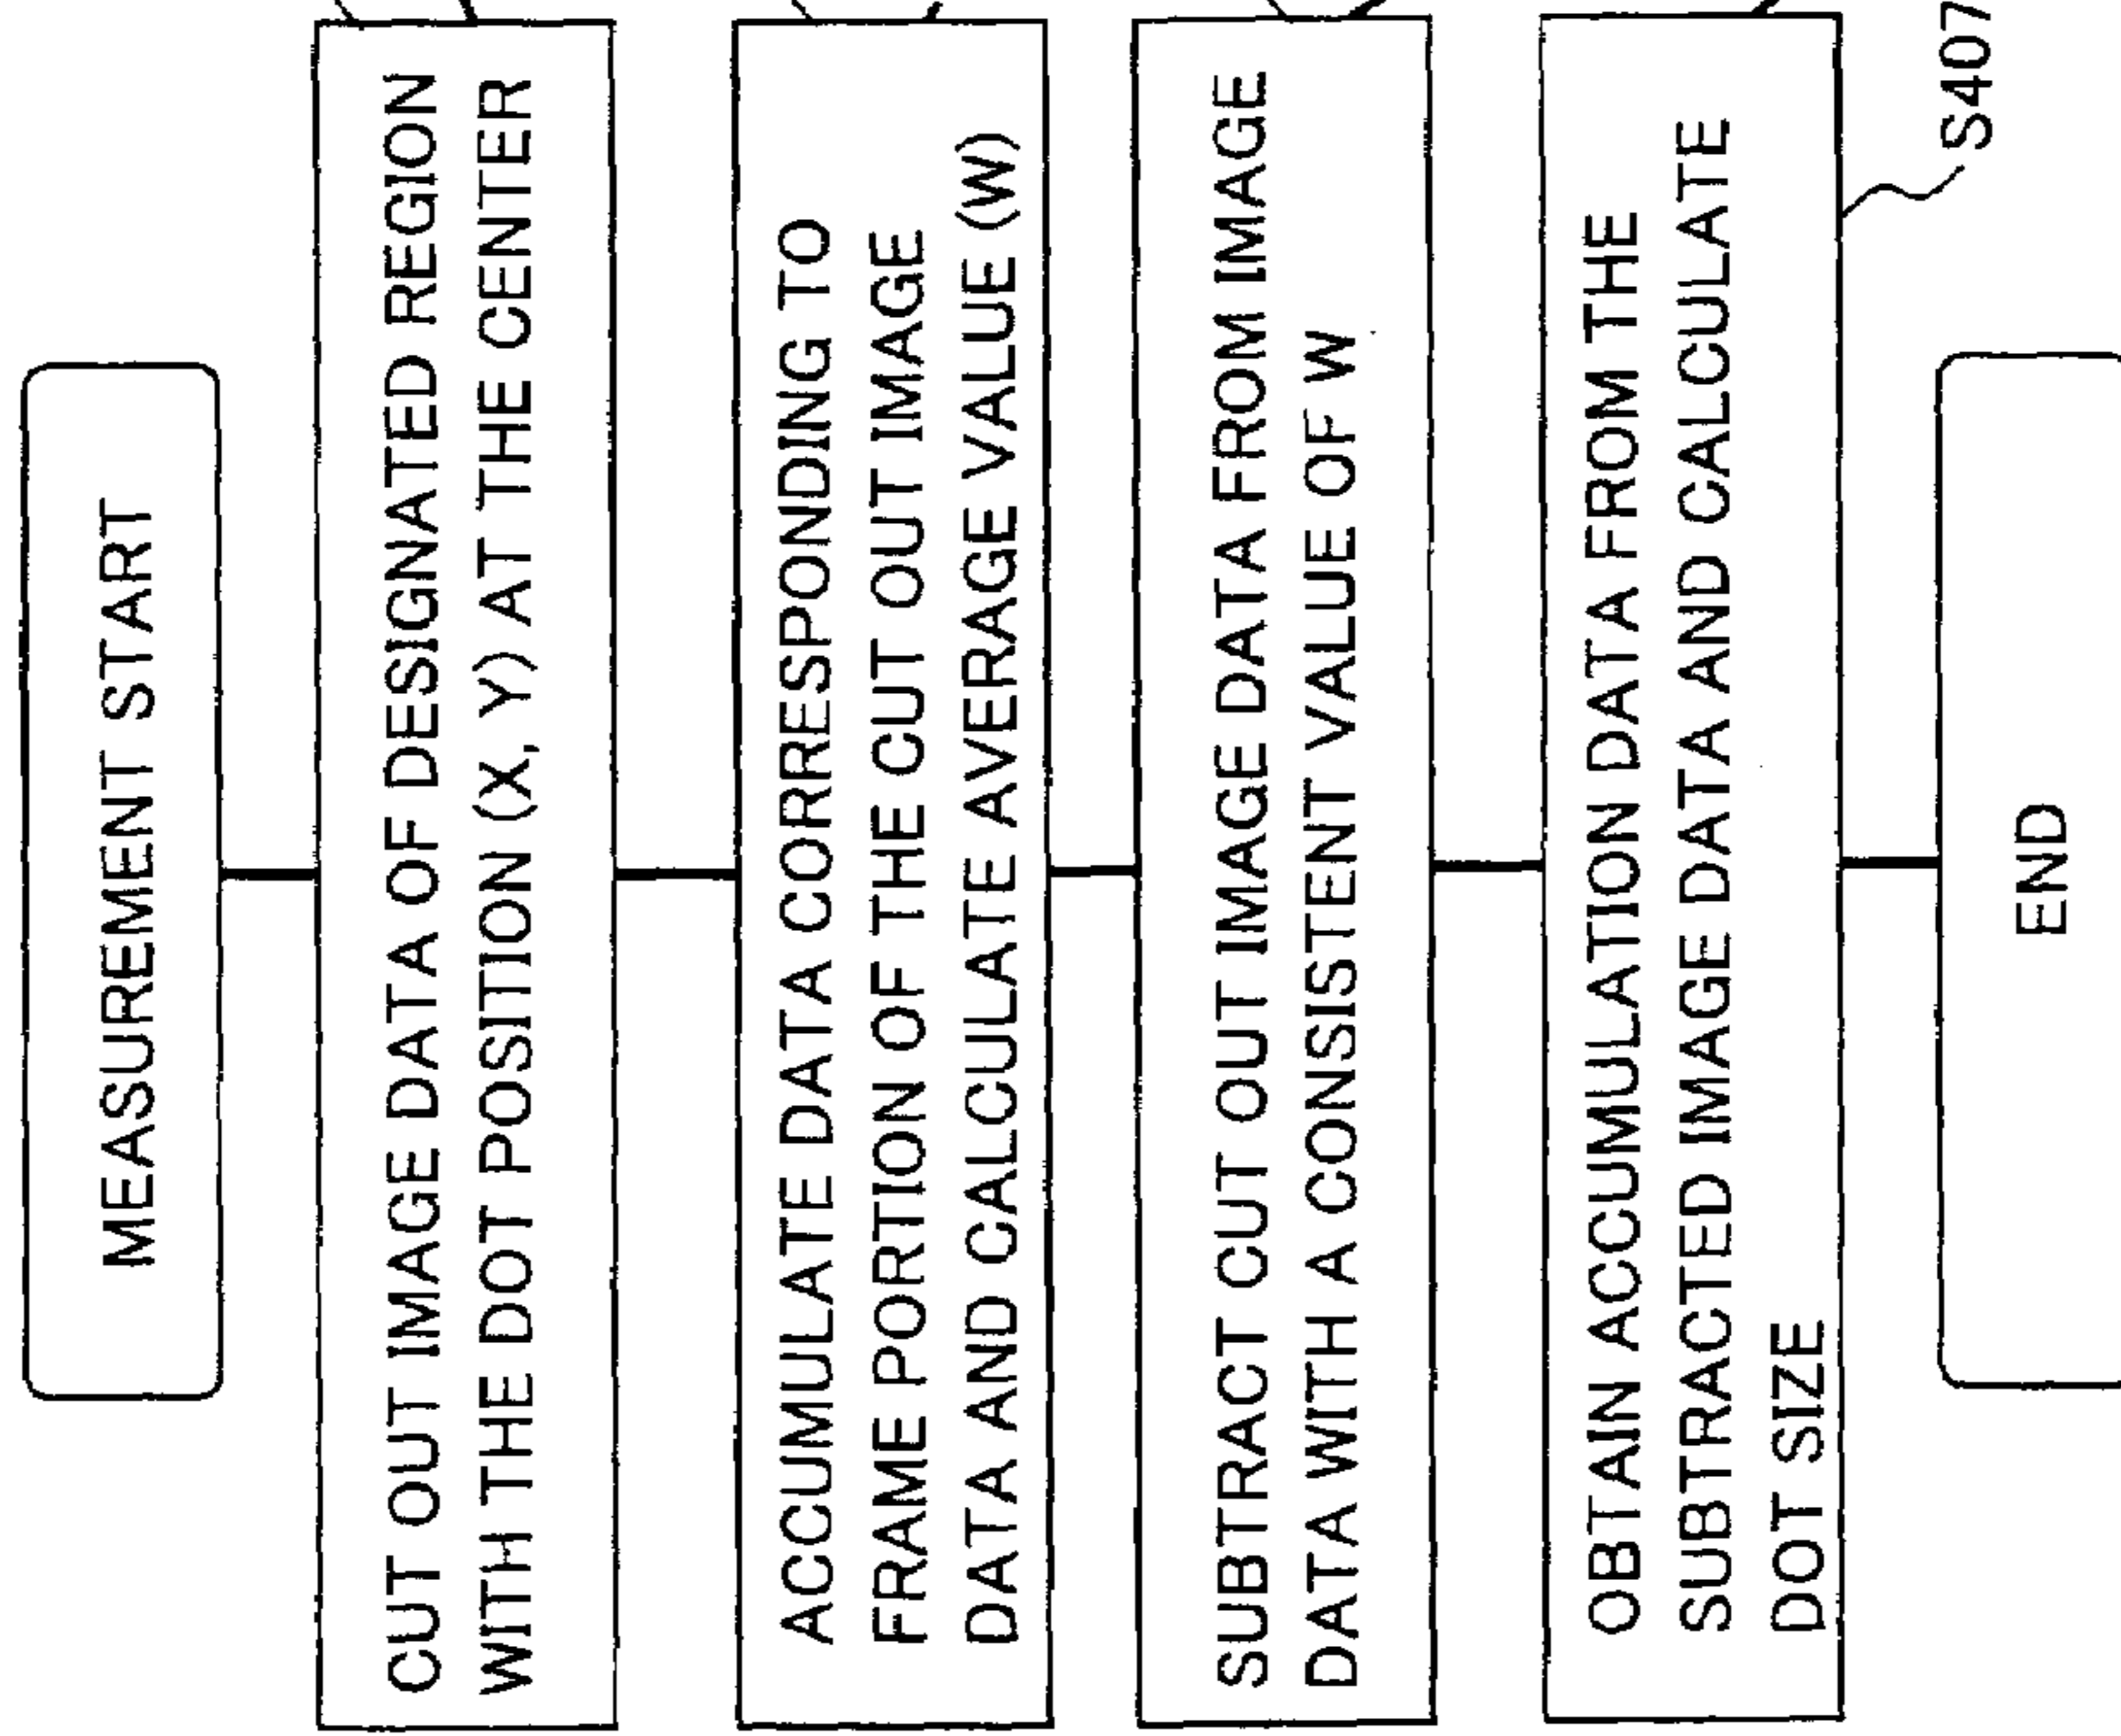 MEASUREMENT START
CUT OUT IMAGE DATA OF DESIGNATED REGION
WITH THE DOT POSITION (X, Y) AT THE CENTER
ACCUMULATE DATA CORRESPONDING TO
FRAME PORTION OF THE CUT OUT IMAGE
DATA AND CALCULATE AVERAGE VALUE (W)
SUBTRACT CUT OUT IMAGE DATA FROM IMAGE
DATA WITH A CONSISTENT VALUE OF W
OBTAIN ACCUMULATION DATA FROM THE
SUBTRACTED IMAGE DATA AND CALCULATE
DOT SIZE
S407
END